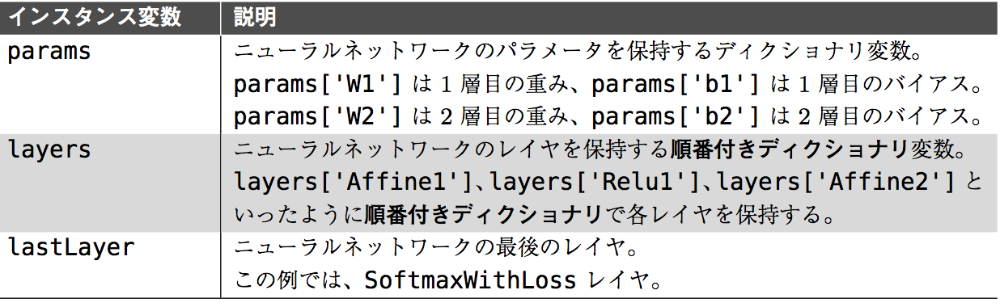 インスタンス変数 説明
params ニューラルネットワークのパラメータを保持するディクショナリ変数。
params['W1'] は 1 層目の重み、params['b1'] は 1 層目のバイアス。
params['W2'] は 2 層目の重み、params['b2'] は 2 層目のバイアス。
layers ニューラルネットワークのレイヤを保持する順番付きディクショナリ変数。
layers['Affine1']、layers['Relu1']、layers['Affine2'] と
いったように順番付きディクショナリで各レイヤを保持する。
lastLayer ニューラルネットワークの最後のレイヤ。
この例では、SoftmaxWithLoss レイヤ。